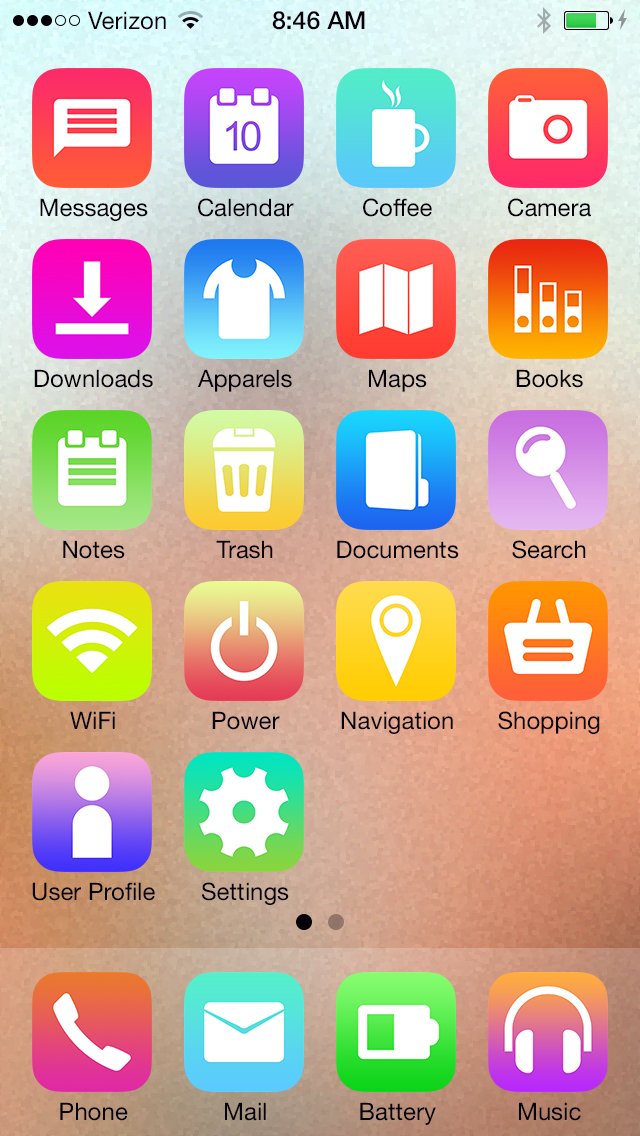 Verizon 8:46 AM
10
Messages Calendar Coffee Camera
Downloads Apparels Maps Books
Notes Trash Documents Search
WiFi Power Navigation Shopping
User Profile Settings
Phone Mail Battery Music